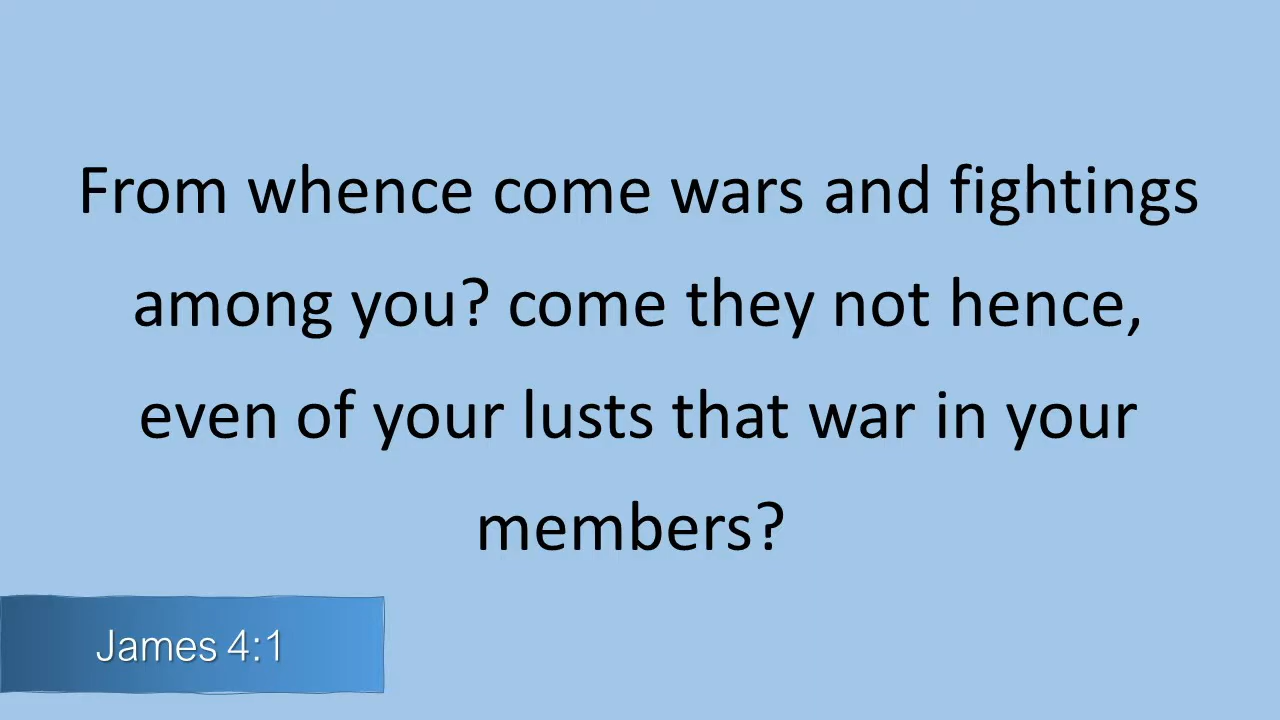 From whence come wars and fightings
among you? come they not hence,
even of your lusts that war in your
members?
James 4:1